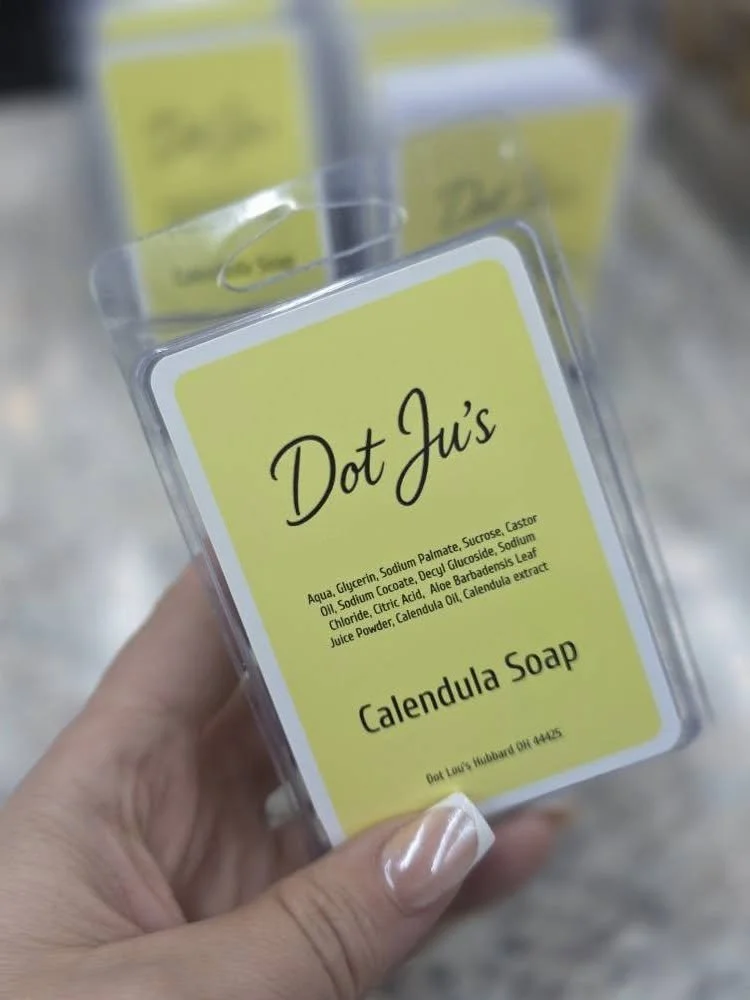 Dot Ju's
Aqua, Glycerin, Sodium Palmate, Sucrose, Castor
Oil, Sodium Cocoate, Decyl Glucoside, Sodium
Chloride, Citric Acid, Aloe Barbadensis Leaf
Juice Powder, Calendula Oil, Calendula extract
Calendula Soap
Dot Lou's Hubbard OH 44425